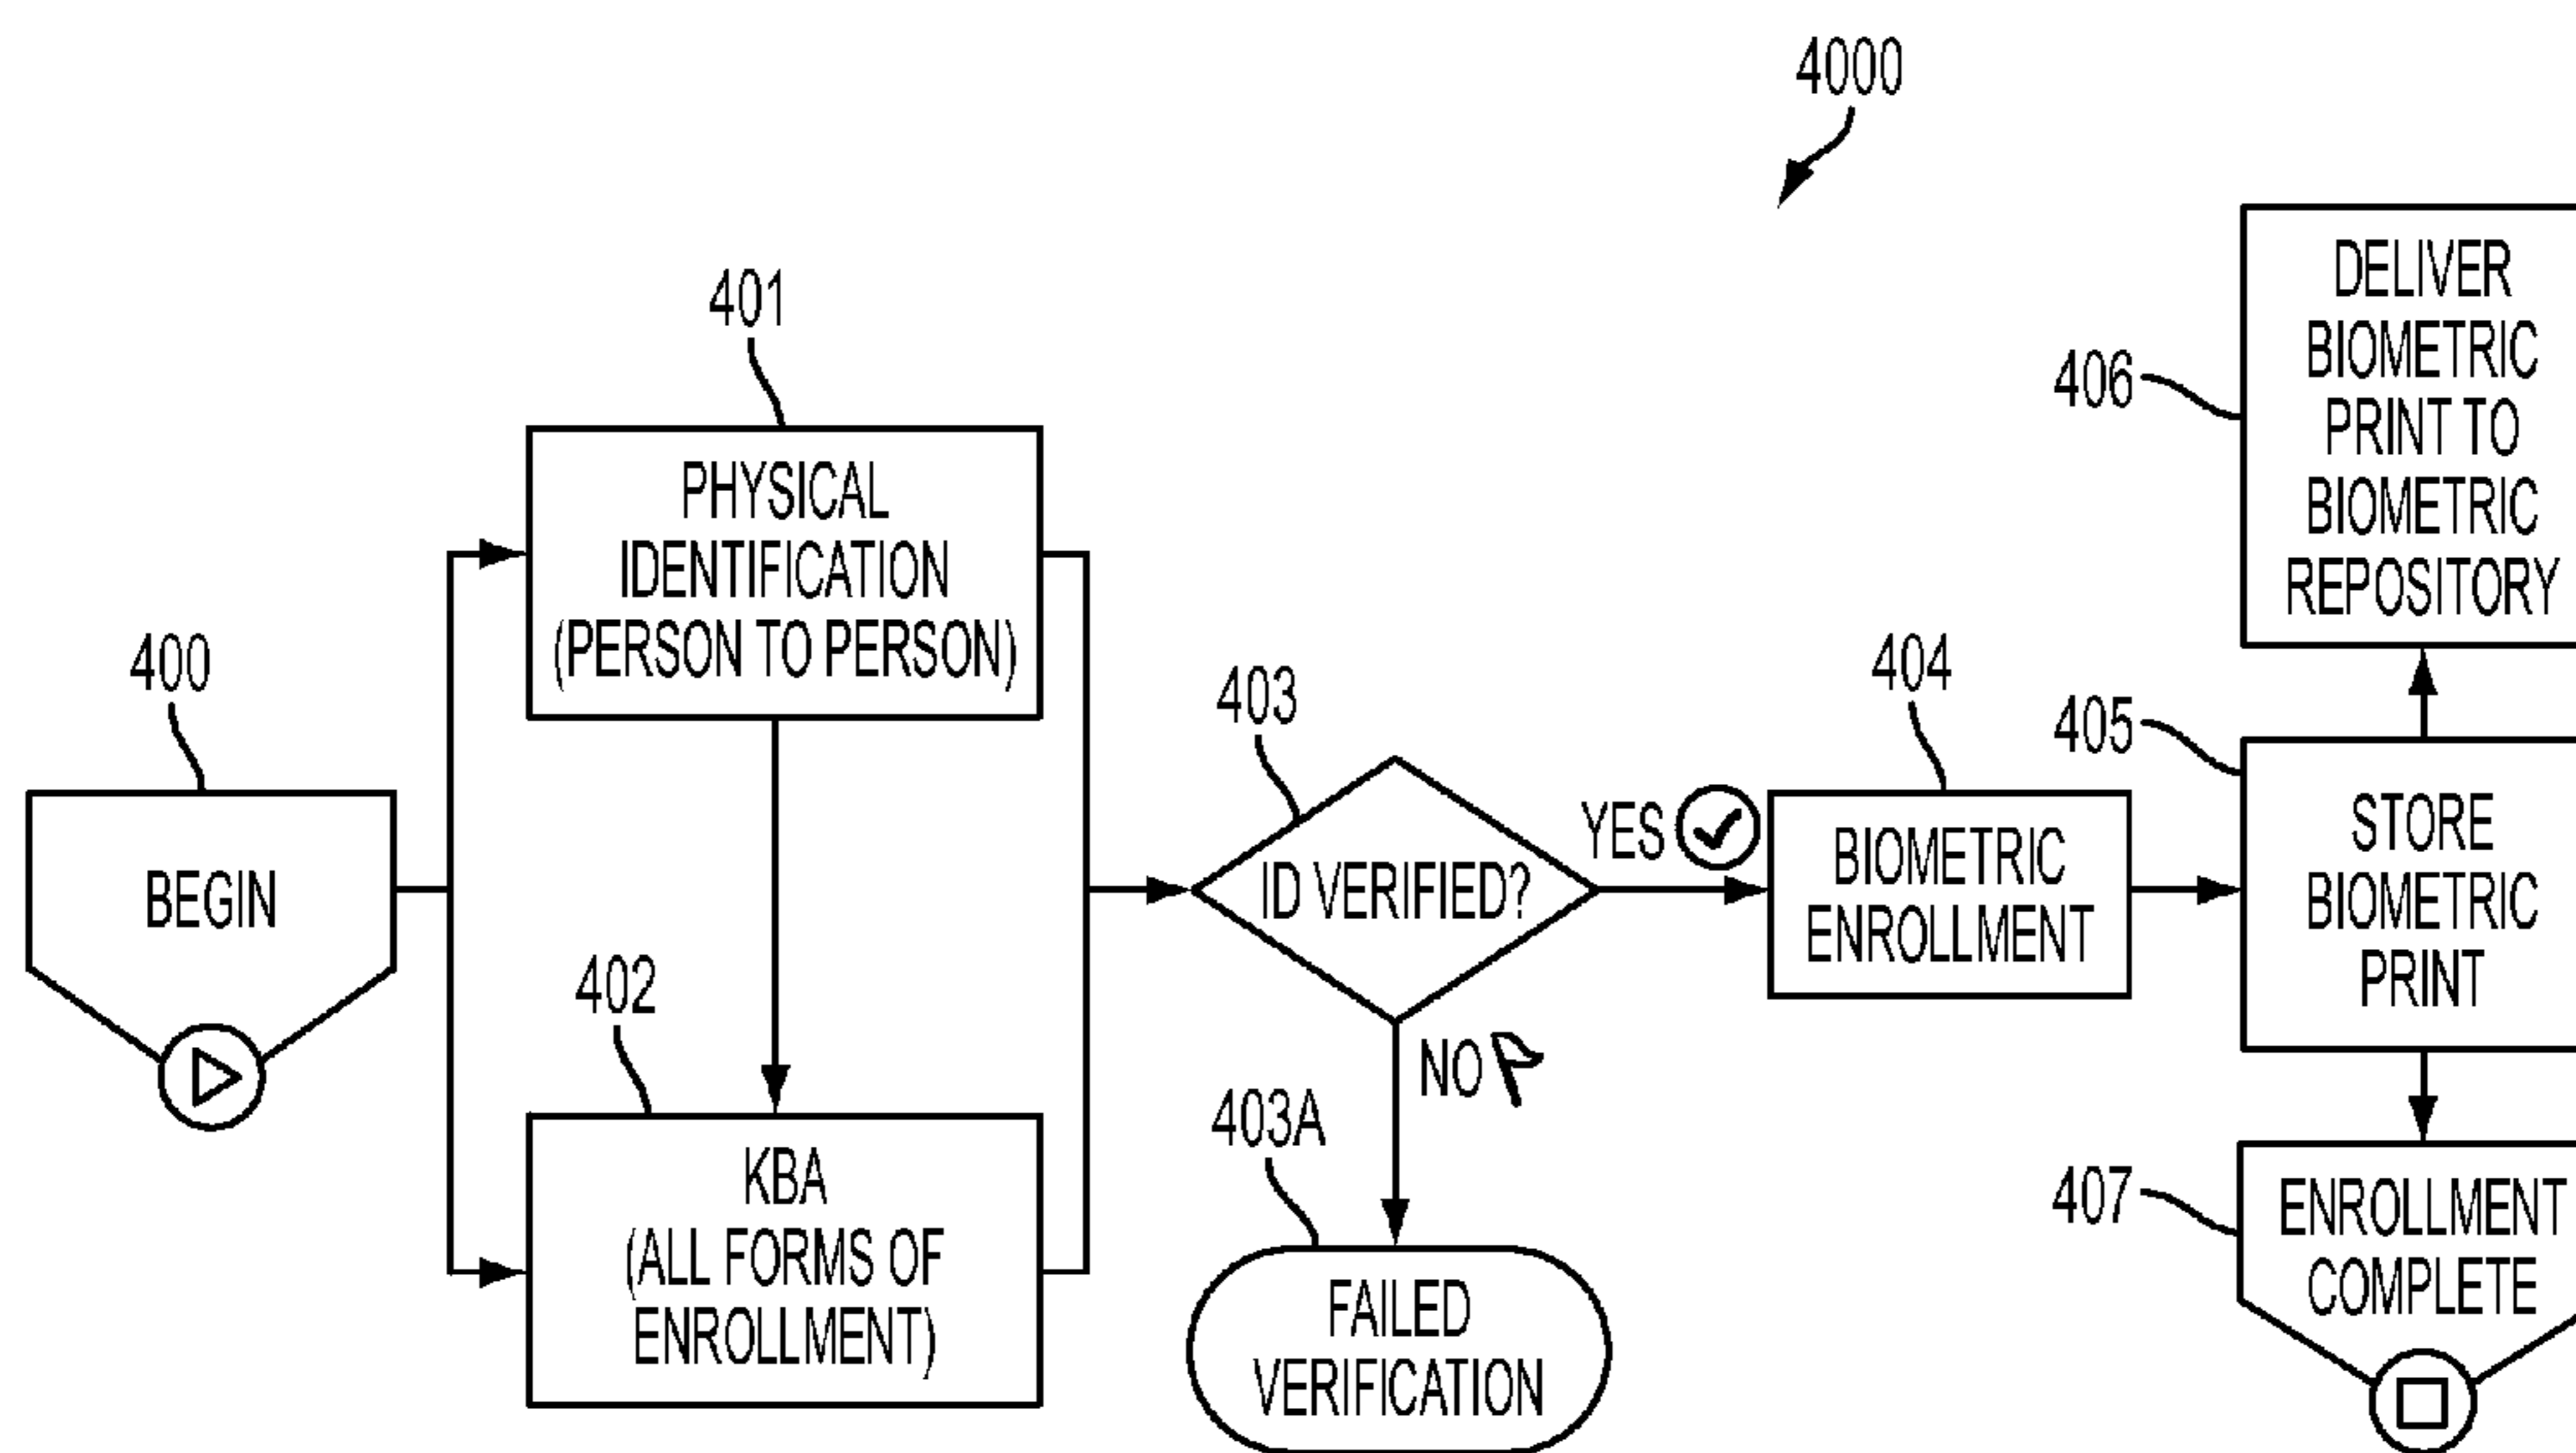 4000
401
PHYSICAL
IDENTIFICATION
(PERSON TO PERSON)
400
BEGIN
402
KBA
(ALL FORMS OF
ENROLLMENT)
403
ID VERIFIED?
YES
NO
403A
FAILED
VERIFICATION
404
BIOMETRIC
ENROLLMENT
406
DELIVER
BIOMETRIC
PRINT TO
BIOMETRIC
REPOSITORY
405
STORE
BIOMETRIC
PRINT
407
ENROLLMENT
COMPLETE